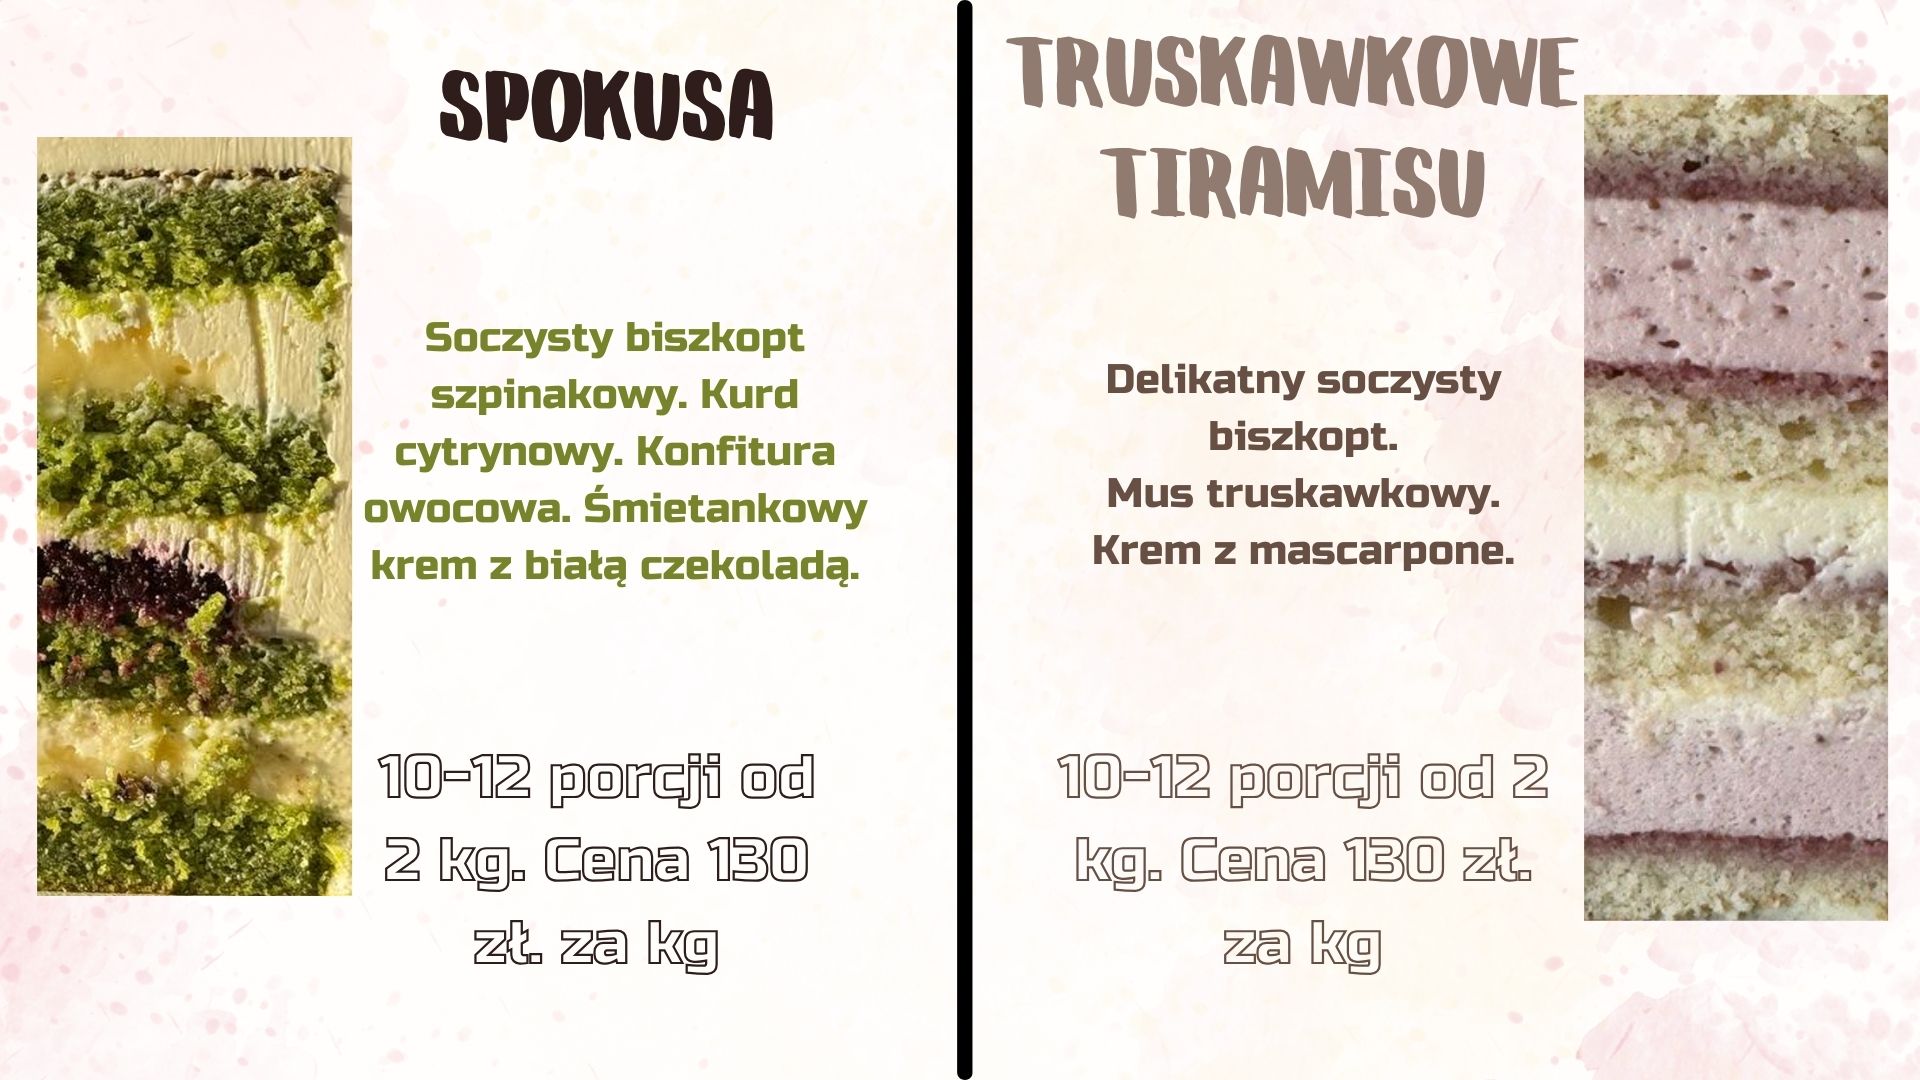 SPOKUSA
Soczysty biszkopt
szpinakowy. Kurd
cytrynowy. Konfitura
owocowa. Śmietankowy
krem z białą czekoladą.
10-12 porcji od
2 kg. Cena 130
zł. za kg
TRUSKAWKOWE
TIRAMISU
Delikatny soczysty
biszkopt.
Mus truskawkowy.
Krem z mascarpone.
10-12 porcji od 2
kg. Cena 130 zł.
za kg